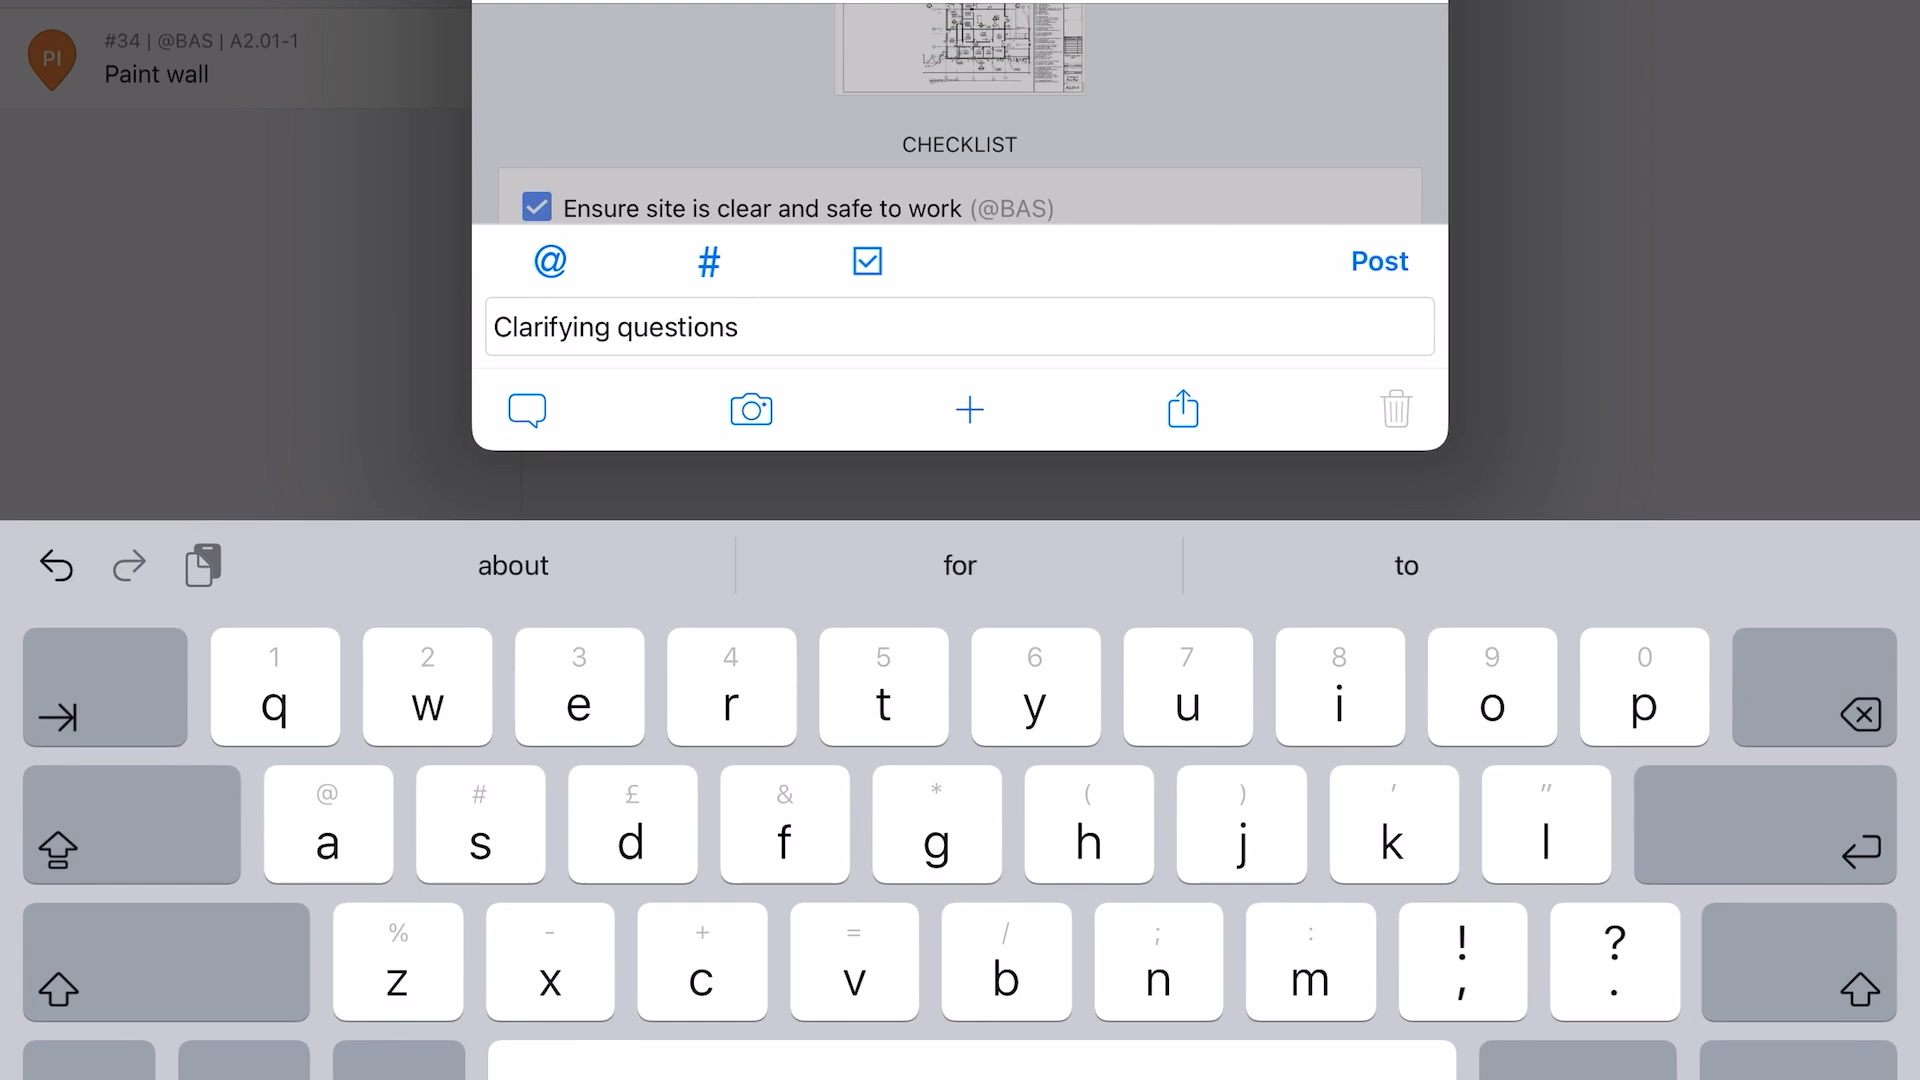 #34 | @BAS | A2.01-1
PI
Paint wall
CHECKLIST
Ensure site is clear and safe to work (@BAS)
@ # Post
Clarifying questions
about for to
1 2 3 4 5 6 7 8 9 0
q w e r t y u i o p
@ # £ & * ( ) ' "
a s d f g h j k l
% - + = / ; : ! ?
z x c v b n m , .